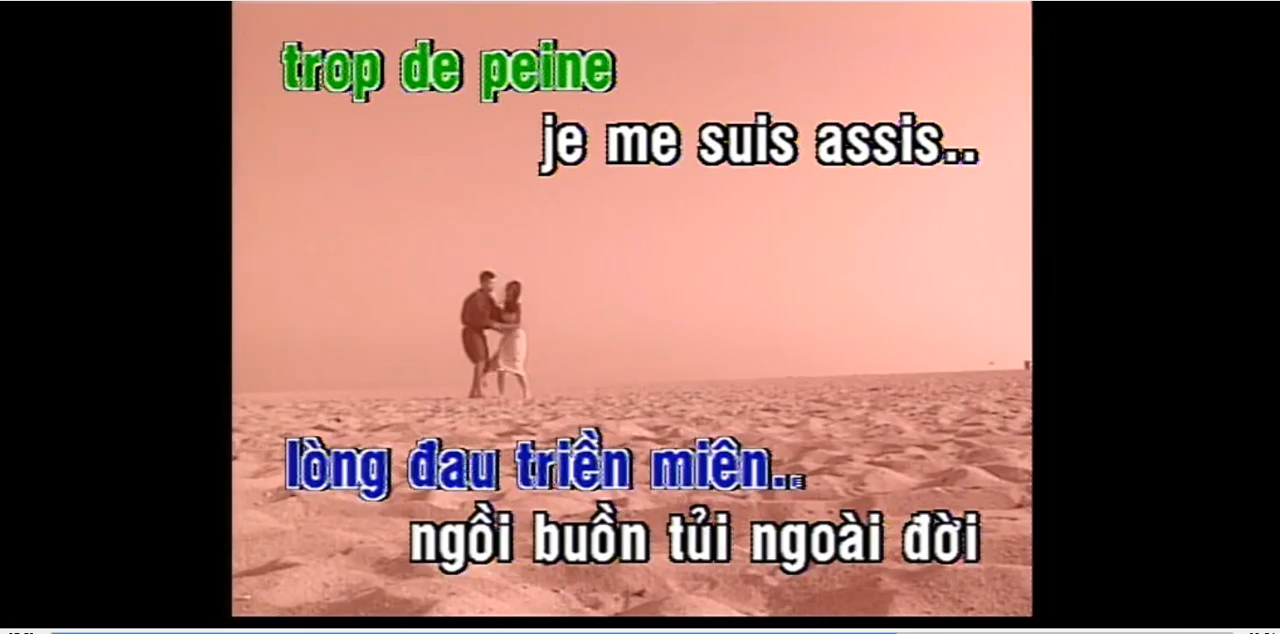 trop de peine
je me suis assis..
lòng đau triền miên..
ngồi buồn tủi ngoài đời